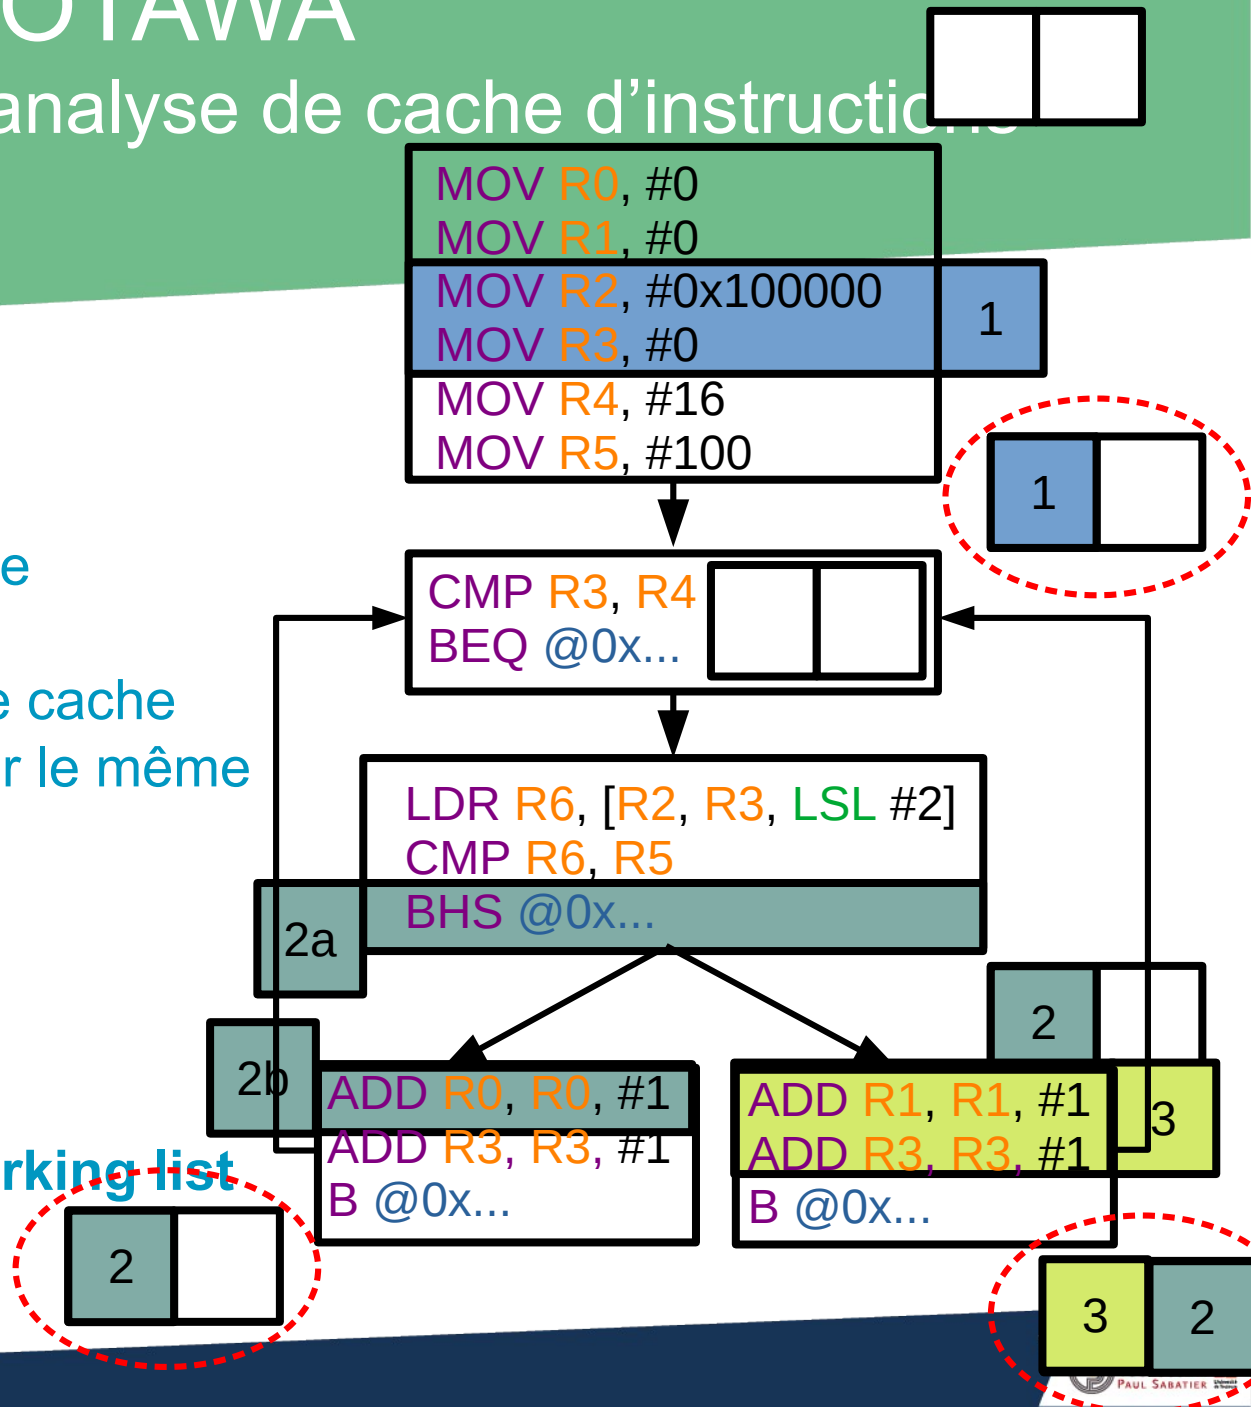 OTAWA
analyse de cache d’instructions
MOV R0, #0
MOV R1, #0
MOV R2, #0x100000
1
MOV R3, #0
MOV R4, #16
MOV R5, #100
1
e
CMP R3, R4
BEQ @0x...
e cache
r le même
LDR R6, [R2, R3, LSL #2]
CMP R6, R5
BHS @0x...
2a
2
2b
ADD R0, R0, #1
ADD R3, R3, #1
B @0x...
ADD R1, R1, #1
3
ADD R3, R3, #1
B @0x...
rking list
2
3 2
PAUL SABATIER